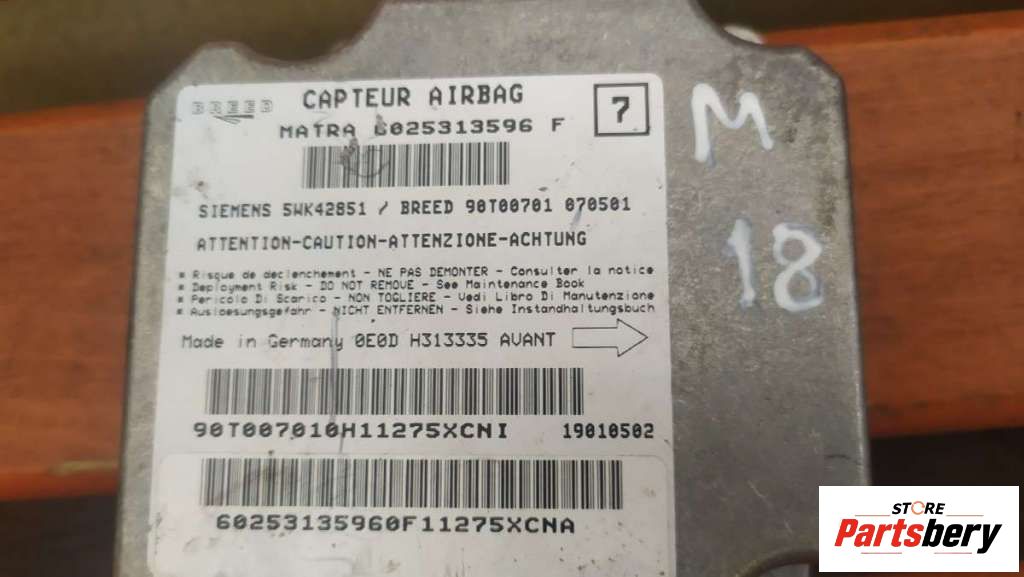 CAPTEUR AIRBAG
7
MATRA 6025313596 F
SIEMENS 5WK42851 / BREED 90T00701 070501
ATTENTION-CAUTION-ATTENZIONE-ACHTUNG
* Risque de declenchement - NE PAS DEMONTER - Consulter la notice
* Deployment Risk - DO NOT REMOVE - See Maintenance Book
* Pericolo Di Scarico - NON TOGLIERE - Vedi Libro Di Manutenzione
* Ausloesungsgefahr - NICHT ENTFERNEN - Siehe Instandhaltungsbuch
Made in Germany 0E0D H313335 AVANT
90T007010H11275XCNI 19010502
60253135960F11275XCNA
M
18
STORE
Partsbery